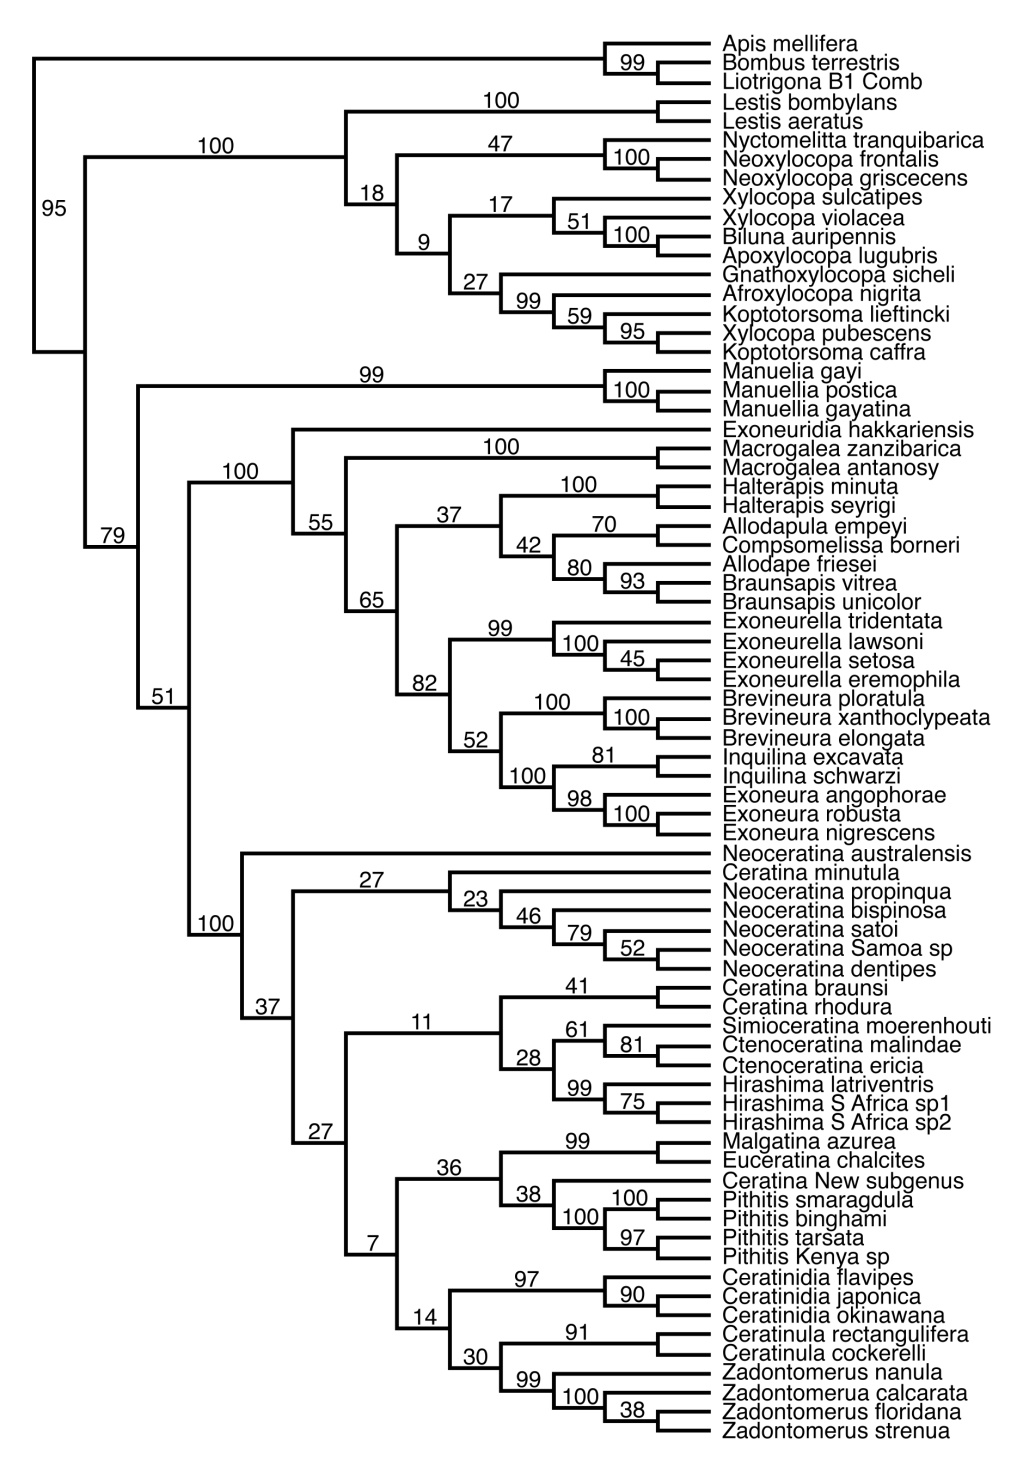 Apis mellifera
99
Bombus terrestris
Liotrigona B1 Comb
100
Lestis bombylans
Lestis aeratus
100
47
Nyctomelitta tranquibarica
100
Neoxylocopa frontalis
Neoxylocopa griscecens
95
18
17
Xylocopa sulcatipes
51
Xylocopa violacea
9
100
Biluna auripennis
Apoxylocopa lugubris
27
Gnathoxylocopa sicheli
99
Afroxylocopa nigrita
59
Koptotorsoma lieftincki
95
Xylocopa pubescens
Koptotorsoma caffra
99
Manuelia gayi
100
Manuellia postica
Manuellia gayatina
Exoneuridia hakkariensis
100
100
Macrogalea zanzibarica
Macrogalea antanosy
100
Halterapis minuta
Halterapis seyrigi
79
55
37
70
Allodapula empeyi
42
Compsomelissa borneri
80
Allodape friesei
93
Braunsapis vitrea
65
Braunsapis unicolor
99
Exoneurella tridentata
100
Exoneurella lawsoni
45
Exoneurella setosa
82
Exoneurella eremophila
51
100
Brevineura ploratula
100
Brevineura xanthoclypeata
52
Brevineura elongata
81
Inquilina excavata
100
Inquilina schwarzi
98
Exoneura angophorae
100
Exoneura robusta
Exoneura nigrescens
Neoceratina australensis
27
Ceratina minutula
23
Neoceratina propinqua
46
Neoceratina bispinosa
100
79
Neoceratina satoi
52
Neoceratina Samoa sp
Neoceratina dentipes
41
Ceratina braunsi
37
Ceratina rhodura
11
61
Simioceratina moerenhouti
81
Ctenoceratina malindae
28
Ctenoceratina ericia
99
Hirashima latriventris
75
Hirashima S Africa sp1
Hirashima S Africa sp2
27
99
Malgatina azurea
36
Euceratina chalcites
38
Ceratina New subgenus
100
Pithitis smaragdula
100
Pithitis binghami
7
97
Pithitis tarsata
Pithitis Kenya sp
97
Ceratinidia flavipes
90
Ceratinidia japonica
14
Ceratinidia okinawana
91
Ceratinula rectangulifera
30
Ceratinula cockerelli
99
Zadontomerus nanula
100
Zadontomerua calcarata
38
Zadontomerus floridana
Zadontomerus strenua